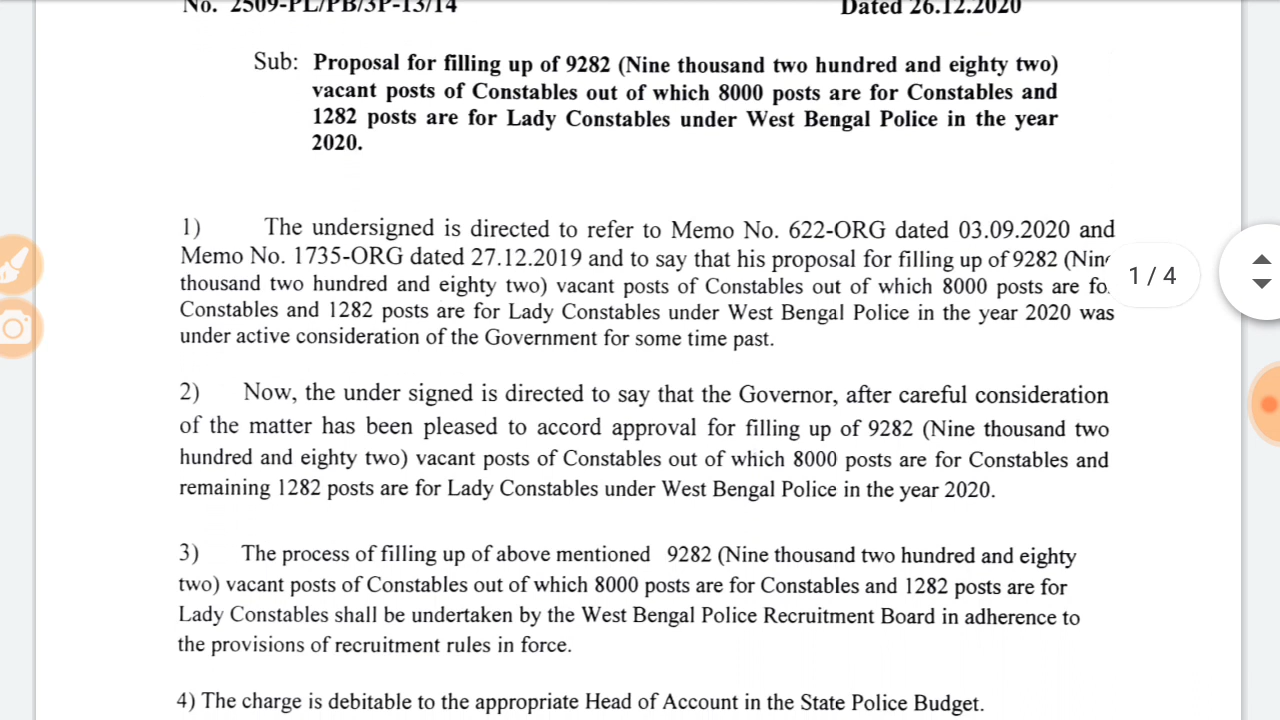 No. 2509-PL/PB/3P-13/14 Dated 26.12.2020
Sub: Proposal for filling up of 9282 (Nine thousand two hundred and eighty two)
vacant posts of Constables out of which 8000 posts are for Constables and
1282 posts are for Lady Constables under West Bengal Police in the year
2020.
1) The undersigned is directed to refer to Memo No. 622-ORG dated 03.09.2020 and
Memo No. 1735-ORG dated 27.12.2019 and to say that his proposal for filling up of 9282 (Nin
thousand two hundred and eighty two) vacant posts of Constables out of which 8000 posts are fo
Constables and 1282 posts are for Lady Constables under West Bengal Police in the year 2020 was
under active consideration of the Government for some time past.
1 / 4
2) Now, the under signed is directed to say that the Governor, after careful consideration
of the matter has been pleased to accord approval for filling up of 9282 (Nine thousand two
hundred and eighty two) vacant posts of Constables out of which 8000 posts are for Constables and
remaining 1282 posts are for Lady Constables under West Bengal Police in the year 2020.
3) The process of filling up of above mentioned 9282 (Nine thousand two hundred and eighty
two) vacant posts of Constables out of which 8000 posts are for Constables and 1282 posts are for
Lady Constables shall be undertaken by the West Bengal Police Recruitment Board in adherence to
the provisions of recruitment rules in force.
4) The charge is debitable to the appropriate Head of Account in the State Police Budget.